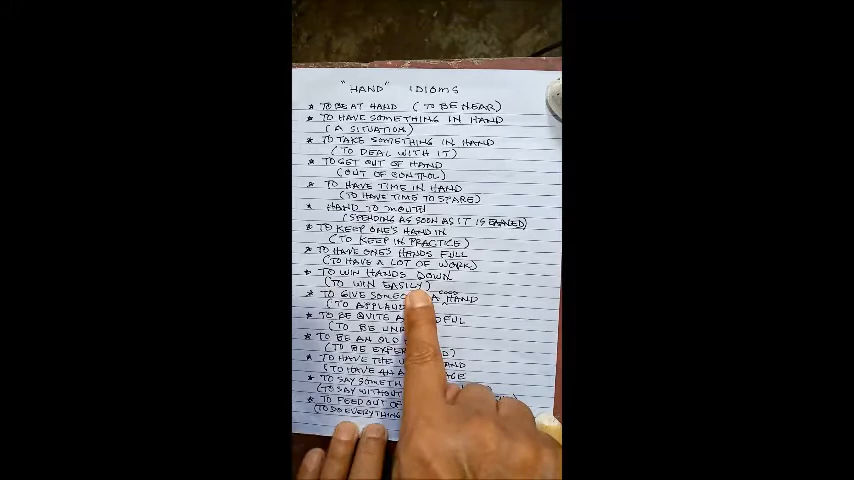 "HAND" IDIOMS
* TO BE AT HAND (TO BE NEAR)
* TO HAVE SOMETHING IN HAND
(A SITUATION)
* TO TAKE SOMETHING IN HAND
(TO DEAL WITH IT)
* TO GET OUT OF HAND
(OUT OF CONTROL)
* TO HAVE TIME IN HAND
(TO HAVE TIME TO SPARE)
* HAND TO MOUTH
(SPENDING AS SOON AS IT IS EARNED)
* TO KEEP ONE'S HAND IN
(TO KEEP IN PRACTICE)
* TO HAVE ONE'S HANDS FULL
(TO HAVE A LOT OF WORK)
* TO WIN HANDS DOWN
(TO WIN EASILY)
* TO GIVE A GOOD HAND
(TO
* TO BE QUITE A
(TO BE
* TO BE AN OLD
(TO BE
* TO HAVE THE
(TO HAVE AN
* TO SAY
(TO SAY WITHOUT
* TO FEED OUT OF
(TO DO EVERYTHING